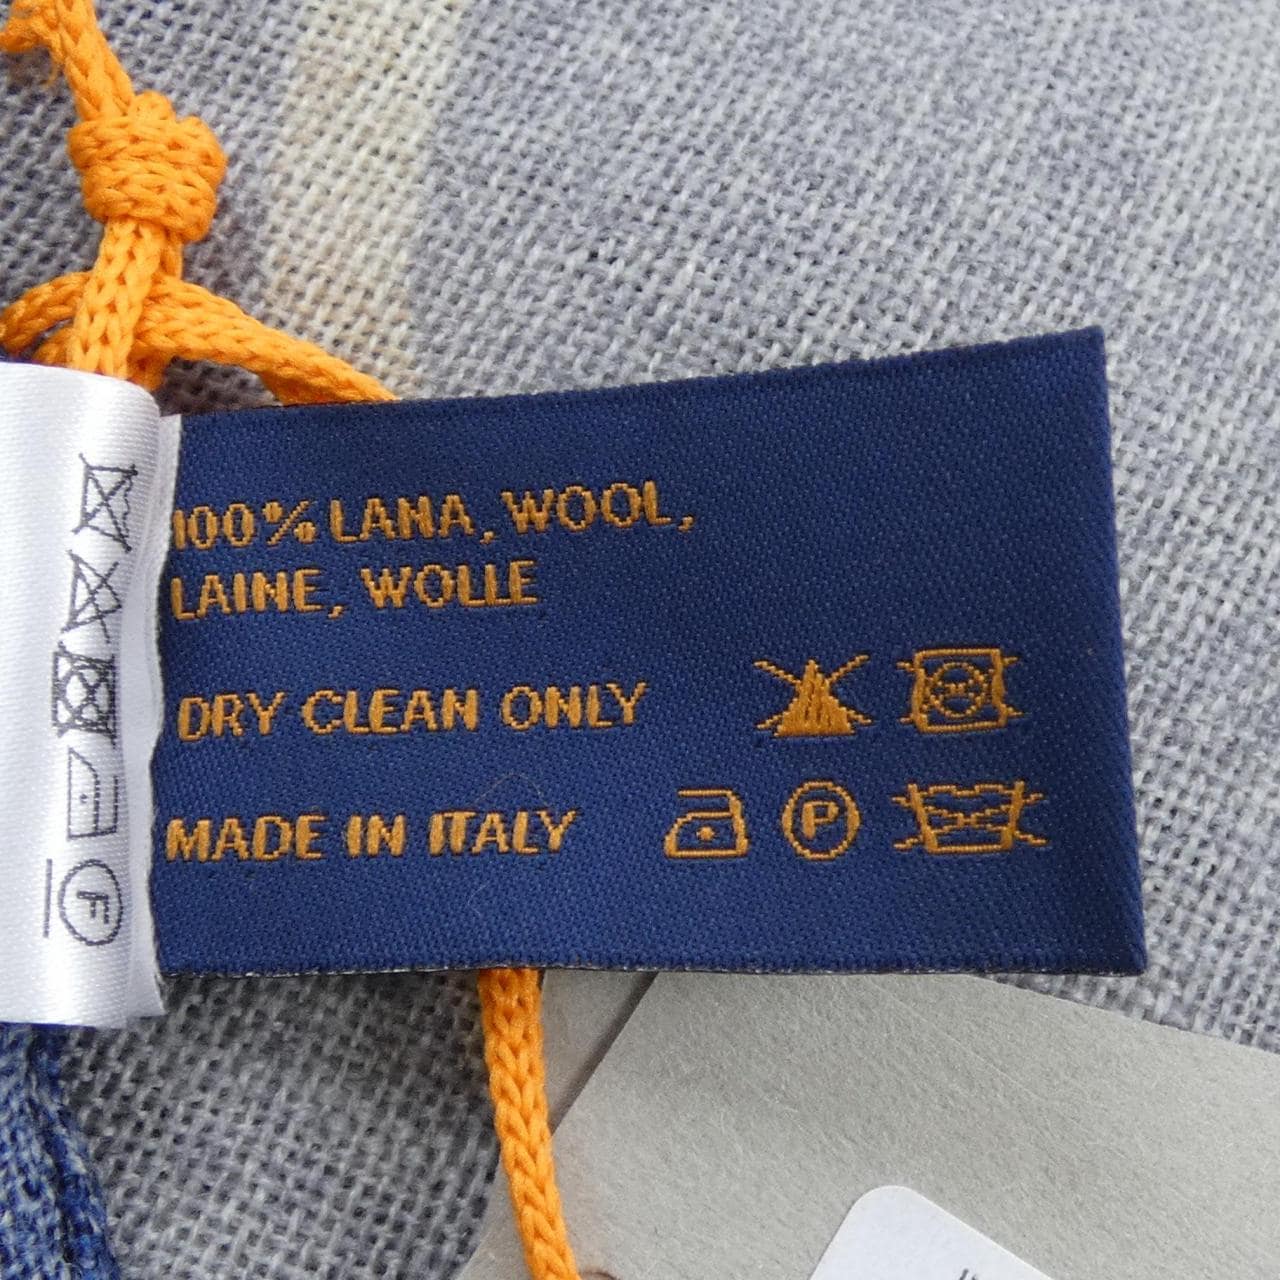 100% LANA, WOOL,
LAINE, WOLLE
DRY CLEAN ONLY
MADE IN ITALY
P
F